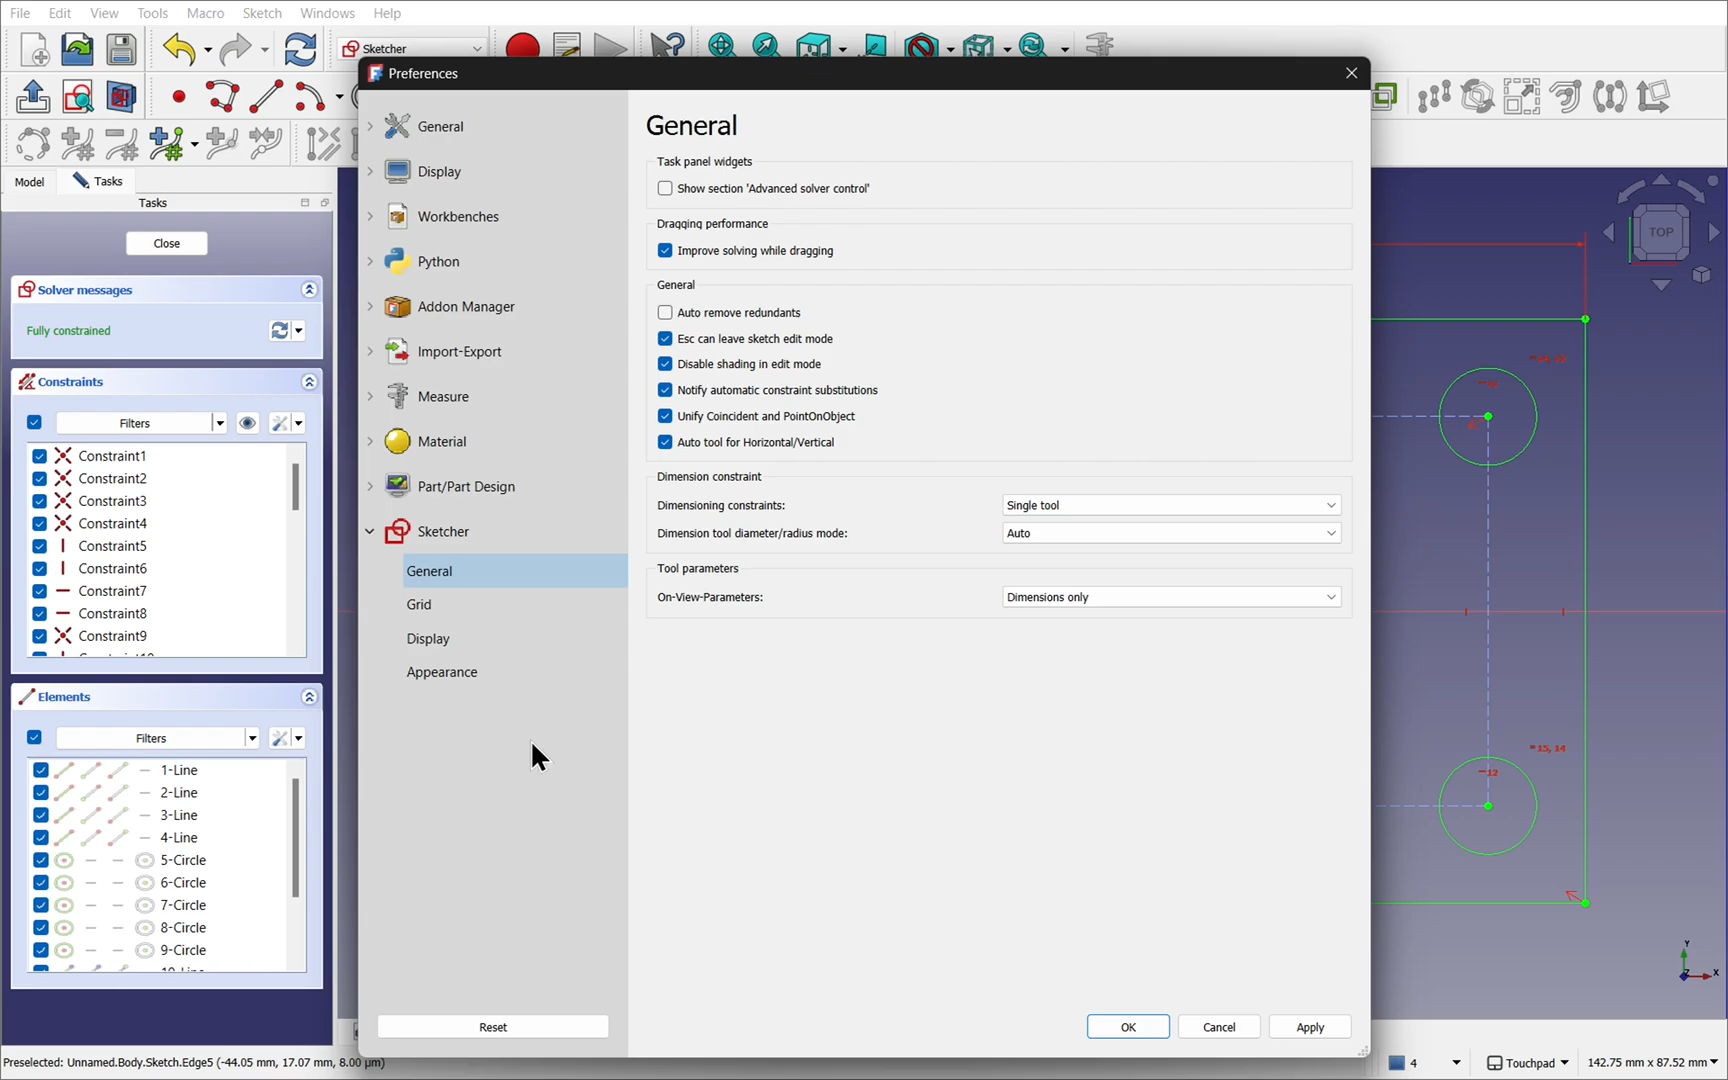 File Edit View Tools Macro Sketch Windows Help
Sketcher
Preferences
Model Tasks
Tasks
Close
Solver messages
Fully constrained
Constraints
Filters
Constraint1
Constraint2
Constraint3
Constraint4
Constraint5
Constraint6
Constraint7
Constraint8
Constraint9
Elements
Filters
1-Line
2-Line
3-Line
4-Line
5-Circle
6-Circle
7-Circle
8-Circle
9-Circle
General
Display
Workbenches
Python
Addon Manager
Import-Export
Measure
Material
Part/Part Design
Sketcher
General
Grid
Display
Appearance
Reset
General
Task panel widgets
Show section 'Advanced solver control'
Dragging performance
Improve solving while dragging
General
Auto remove redundants
Esc can leave sketch edit mode
Disable shading in edit mode
Notify automatic constraint substitutions
Unify Coincident and PointOnObject
Auto tool for Horizontal/Vertical
Dimension constraint
Dimensioning constraints: Single tool
Dimension tool diameter/radius mode: Auto
Tool parameters
On-View-Parameters: Dimensions only
OK Cancel Apply
TOP
15, 14
12
Y
Z X
Preselected: Unnamed.Body.Sketch.Edge5 (-44.05 mm, 17.07 mm, 8.00 µm)
4 Touchpad 142.75 mm x 87.52 mm